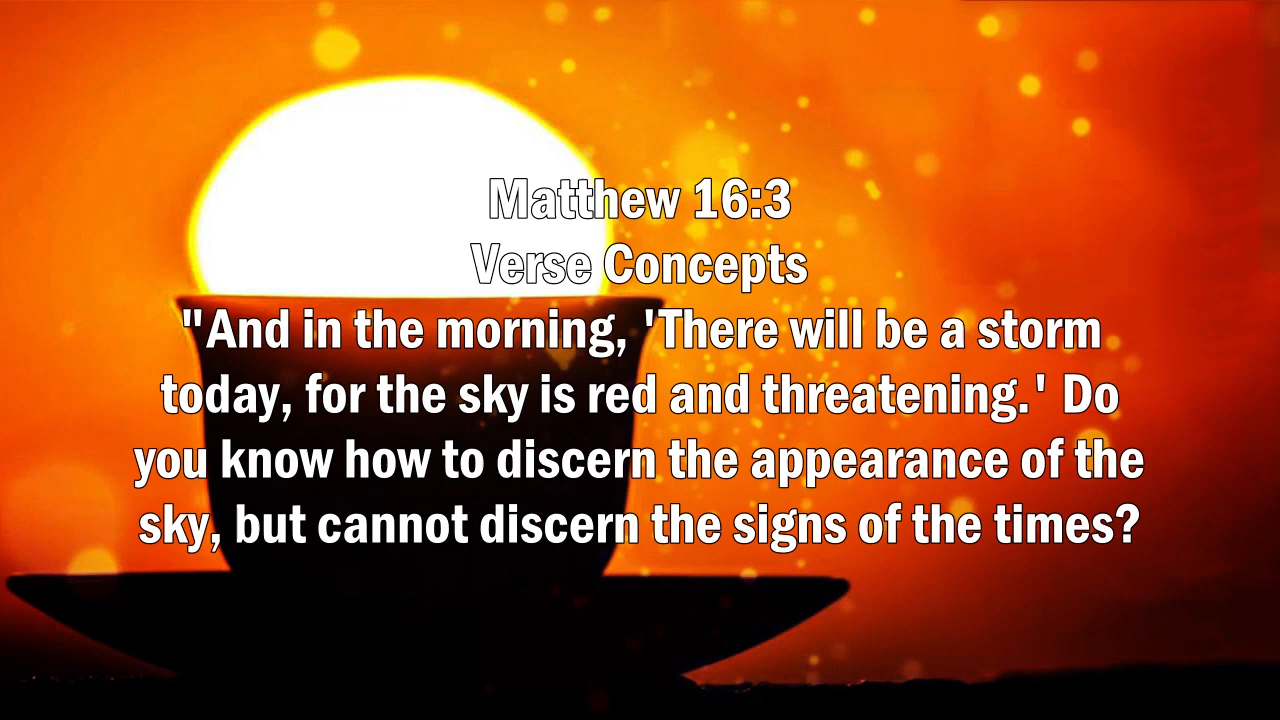 Matthew 16:3
Verse Concepts
"And in the morning, 'There will be a storm
today, for the sky is red and threatening.' Do
you know how to discern the appearance of the
sky, but cannot discern the signs of the times?